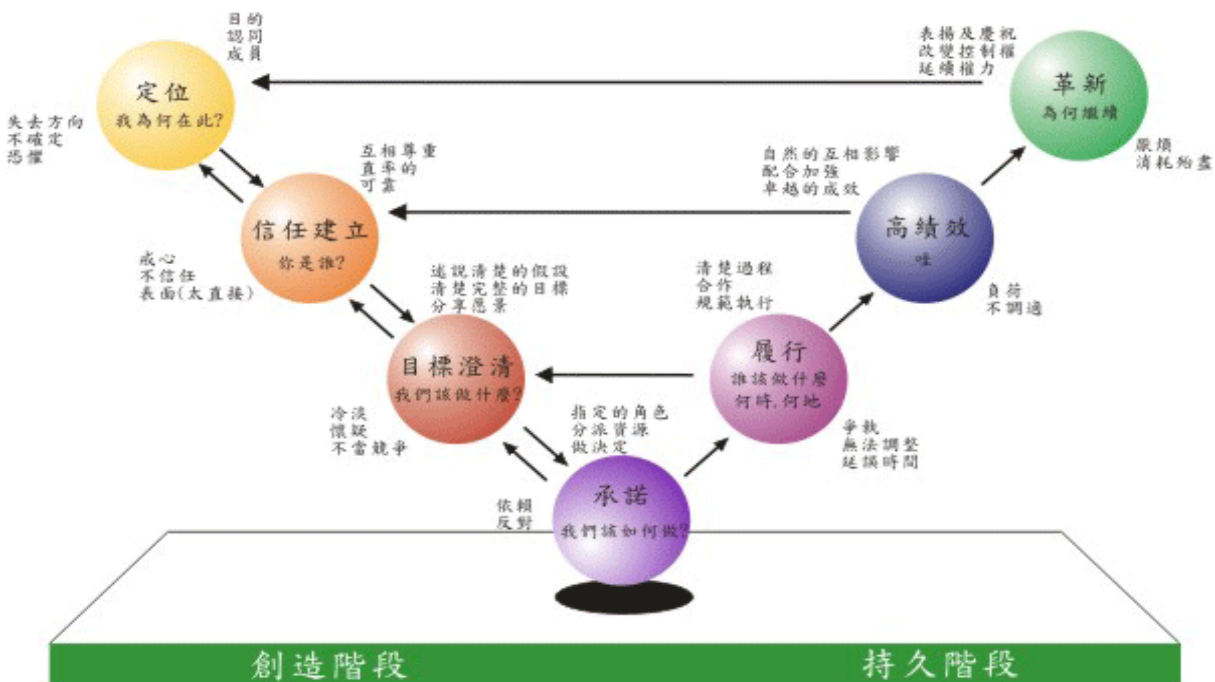 目的
認同
成員
定位
我為何在此?
失去方向
不確定
恐懼
表揚及慶祝
改變控制權
延續權力
革新
為何繼續
厭煩
消耗殆盡
互相尊重
直率的
可靠
信任建立
你是誰?
戒心
不信任
表面(太直接)
自然的互相影響
配合加強
卓越的成效
高績效
哇
負荷
不調適
述說清楚的假設
清楚完整的目標
分享愿景
目標澄清
我們該做什麼?
冷淡
懷疑
不當競爭
清楚過程
合作
規範執行
履行
誰該做什麼
何時,何地
爭執
無法調整
延誤時間
指定的角色
分派資源
做決定
承諾
我們該如何做?
依賴
反對
創造階段
持久階段